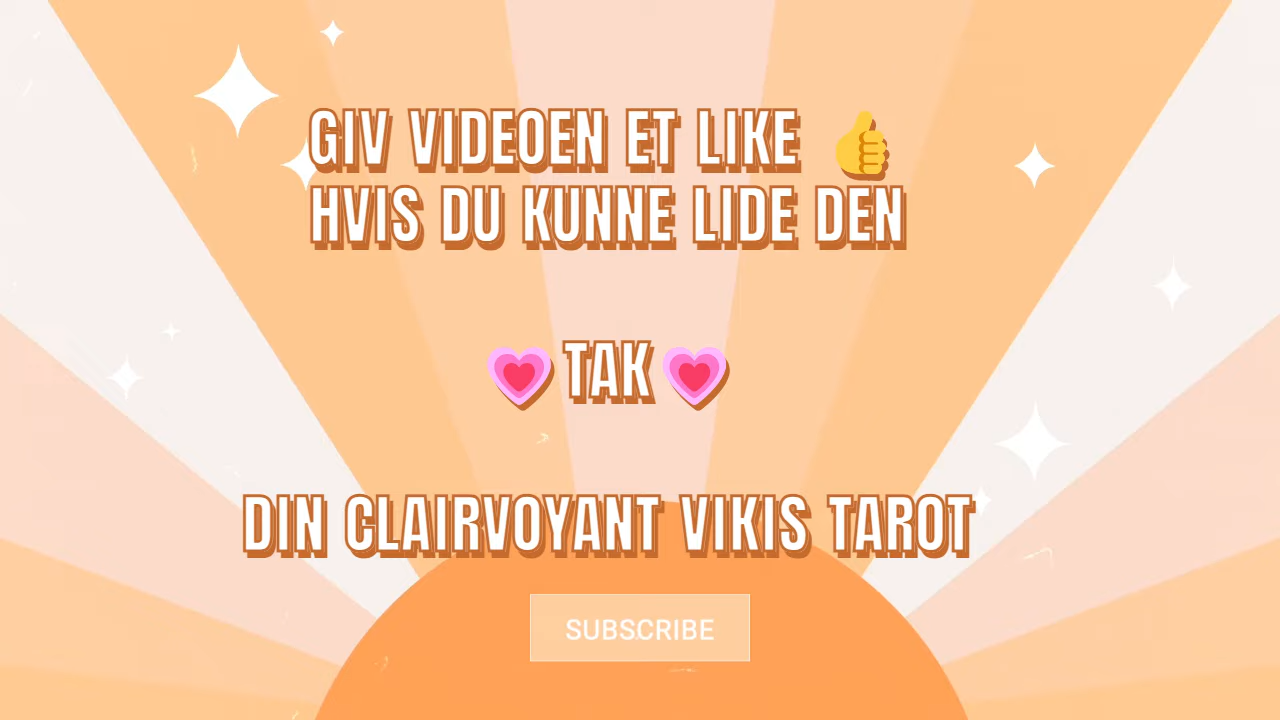 GIV VIDEOEN ET LIKE 👍
HVIS DU KUNNE LIDE DEN
💗TAK💗
DIN CLAIRVOYANT VIKIS TAROT
SUBSCRIBE